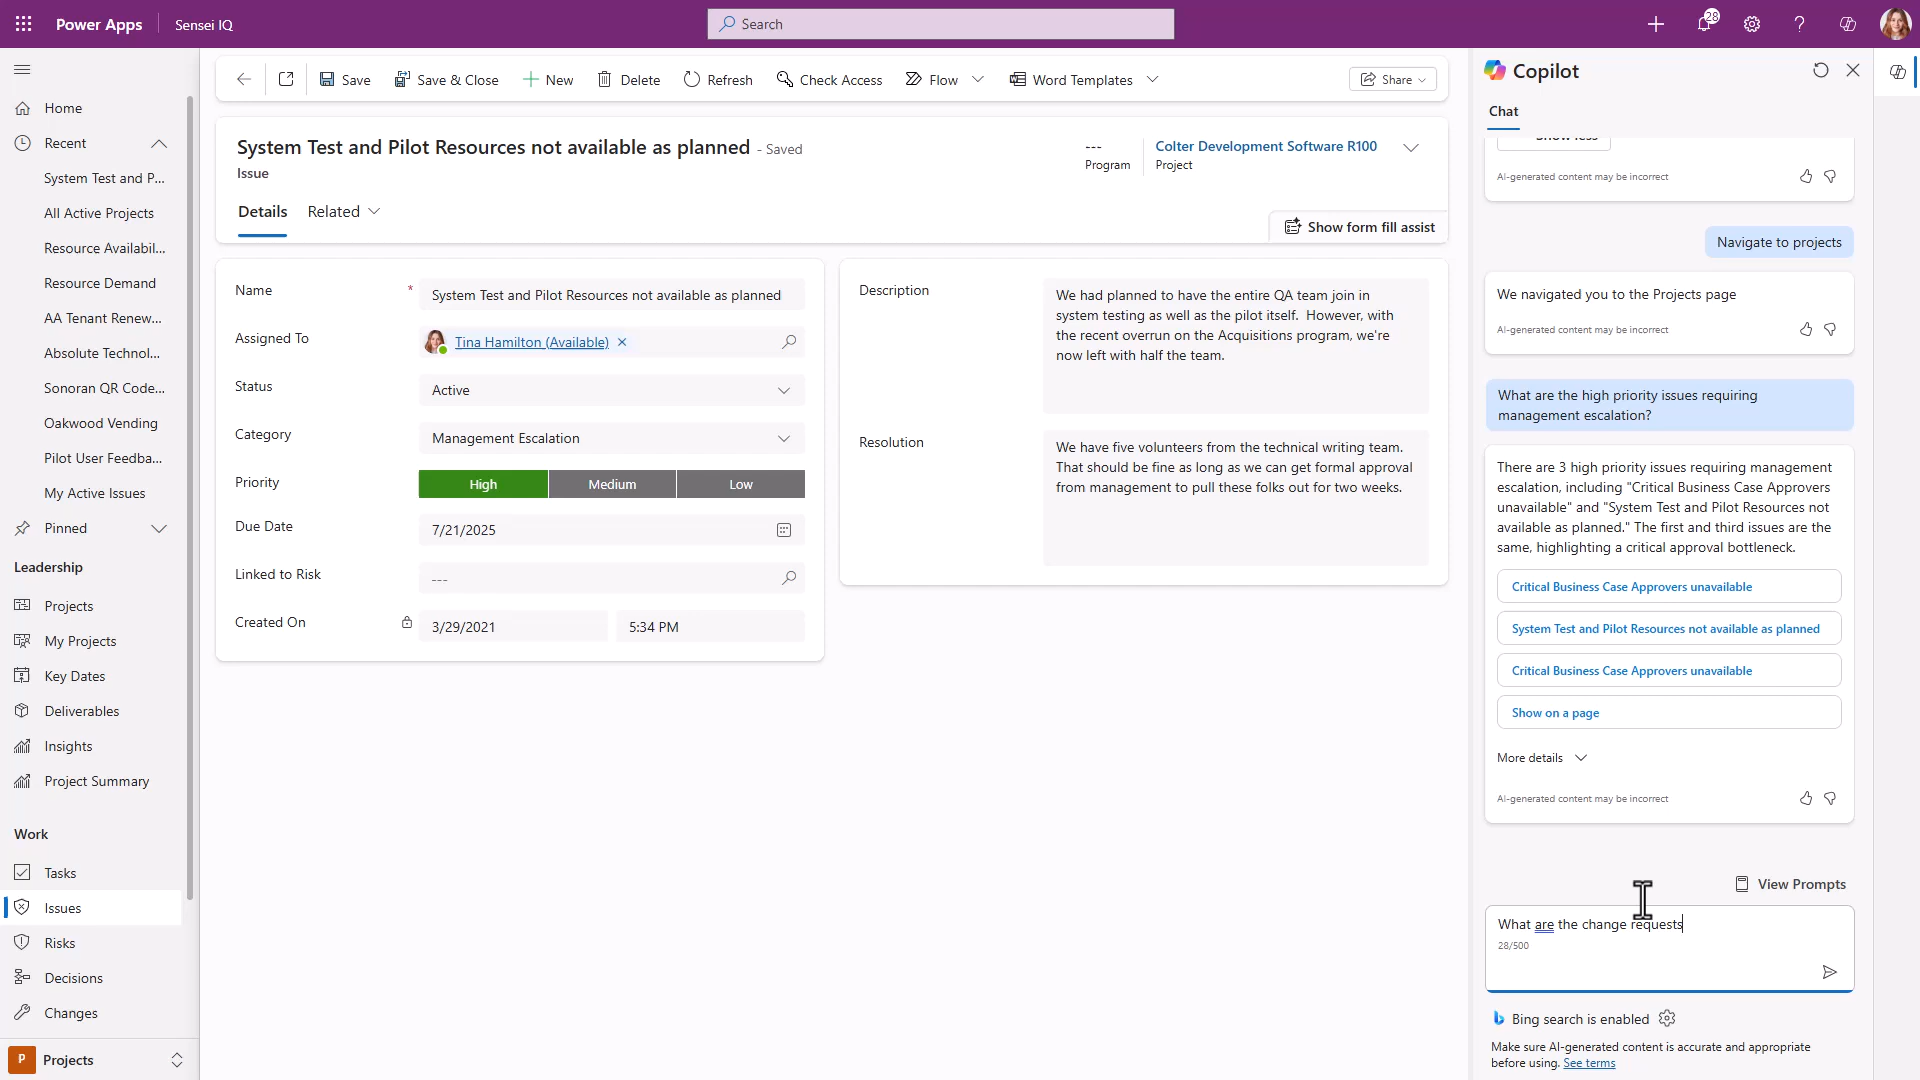 Power Apps
Sensei IQ
Search
28
Home
Recent
System Test and P...
All Active Projects
Resource Availabil...
Resource Demand
AA Tenant Renew...
Absolute Technol...
Sonoran QR Code...
Oakwood Vending
Pilot User Feedba...
My Active Issues
Pinned
Leadership
Projects
My Projects
Key Dates
Deliverables
Insights
Project Summary
Work
Tasks
Issues
Risks
Decisions
Changes
P Projects
Save
Save & Close
New
Delete
Refresh
Check Access
Flow
Word Templates
Share
System Test and Pilot Resources not available as planned - Saved
Issue
---
Program
Colter Development Software R100
Project
Details
Related
Show form fill assist
Name * System Test and Pilot Resources not available as planned
Assigned To Tina Hamilton (Available)
Status Active
Category Management Escalation
Priority High Medium Low
Due Date 7/21/2025
Linked to Risk ---
Created On 3/29/2021 5:34 PM
Description
We had planned to have the entire QA team join in
system testing as well as the pilot itself. However, with
the recent overrun on the Acquisitions program, we're
now left with half the team.
Resolution
We have five volunteers from the technical writing team.
That should be fine as long as we can get formal approval
from management to pull these folks out for two weeks.
Copilot
Chat
Show less
AI-generated content may be incorrect
Navigate to projects
We navigated you to the Projects page
AI-generated content may be incorrect
What are the high priority issues requiring
management escalation?
There are 3 high priority issues requiring management
escalation, including "Critical Business Case Approvers
unavailable" and "System Test and Pilot Resources not
available as planned." The first and third issues are the
same, highlighting a critical approval bottleneck.
Critical Business Case Approvers unavailable
System Test and Pilot Resources not available as planned
Critical Business Case Approvers unavailable
Show on a page
More details
AI-generated content may be incorrect
View Prompts
What are the change requests
28/500
Bing search is enabled
Make sure AI-generated content is accurate and appropriate
before using. See terms